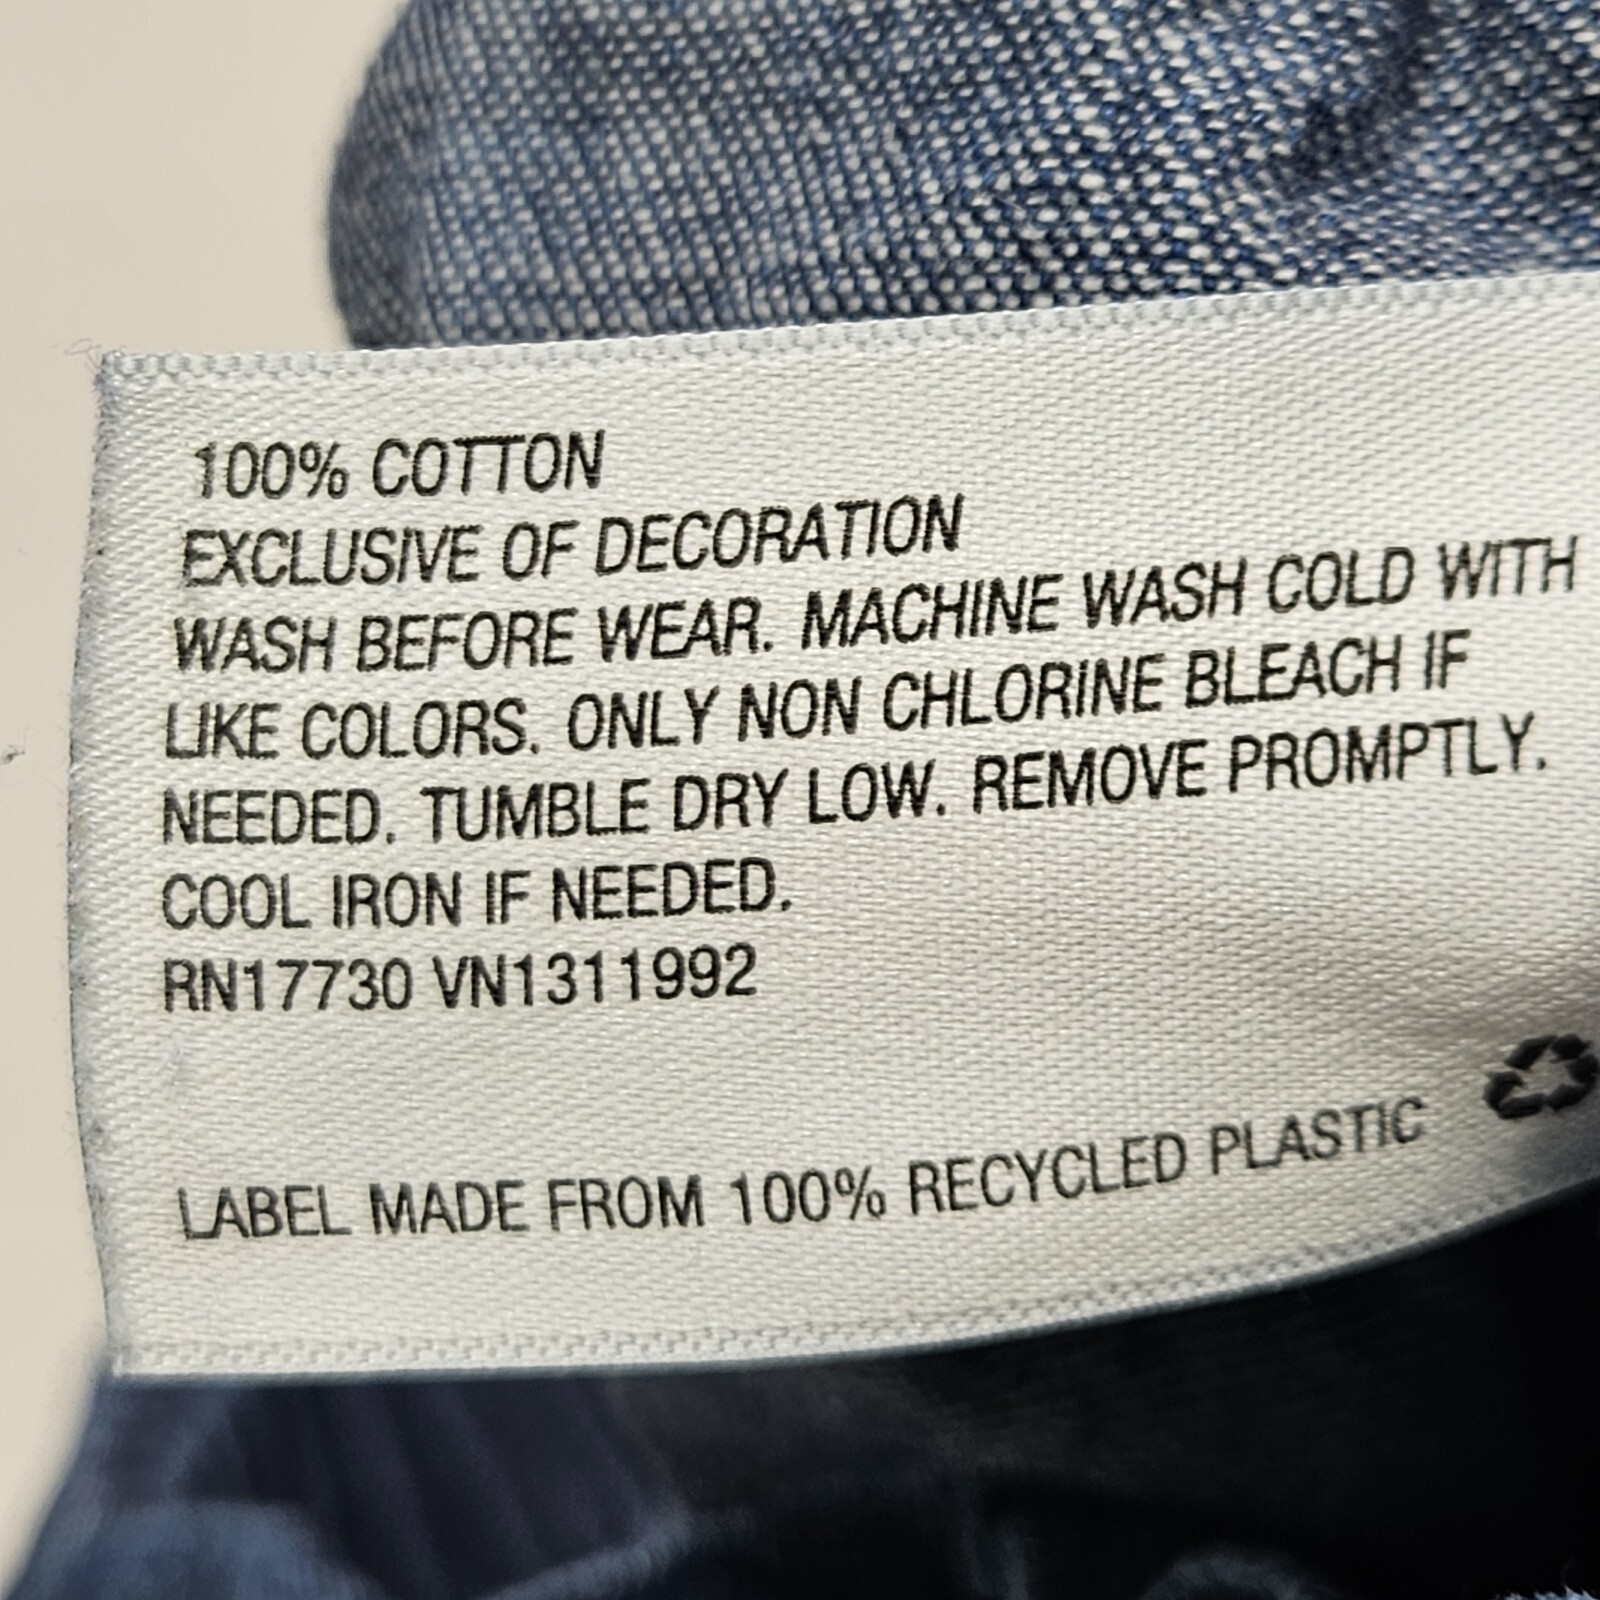 100% COTTON
EXCLUSIVE OF DECORATION
WASH BEFORE WEAR. MACHINE WASH COLD WITH
LIKE COLORS. ONLY NON CHLORINE BLEACH IF
NEEDED. TUMBLE DRY LOW. REMOVE PROMPTLY.
COOL IRON IF NEEDED.
RN17730 VN1311992
LABEL MADE FROM 100% RECYCLED PLASTIC